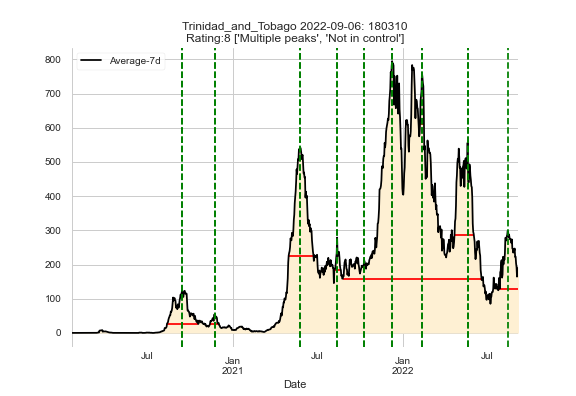 Trinidad_and_Tobago 2022-09-06: 180310
Rating:8 ['Multiple peaks', 'Not in control']
Average-7d
800
700
600
500
400
300
200
100
0
Jul
Jan
2021
Jul
Jan
2022
Jul
Date